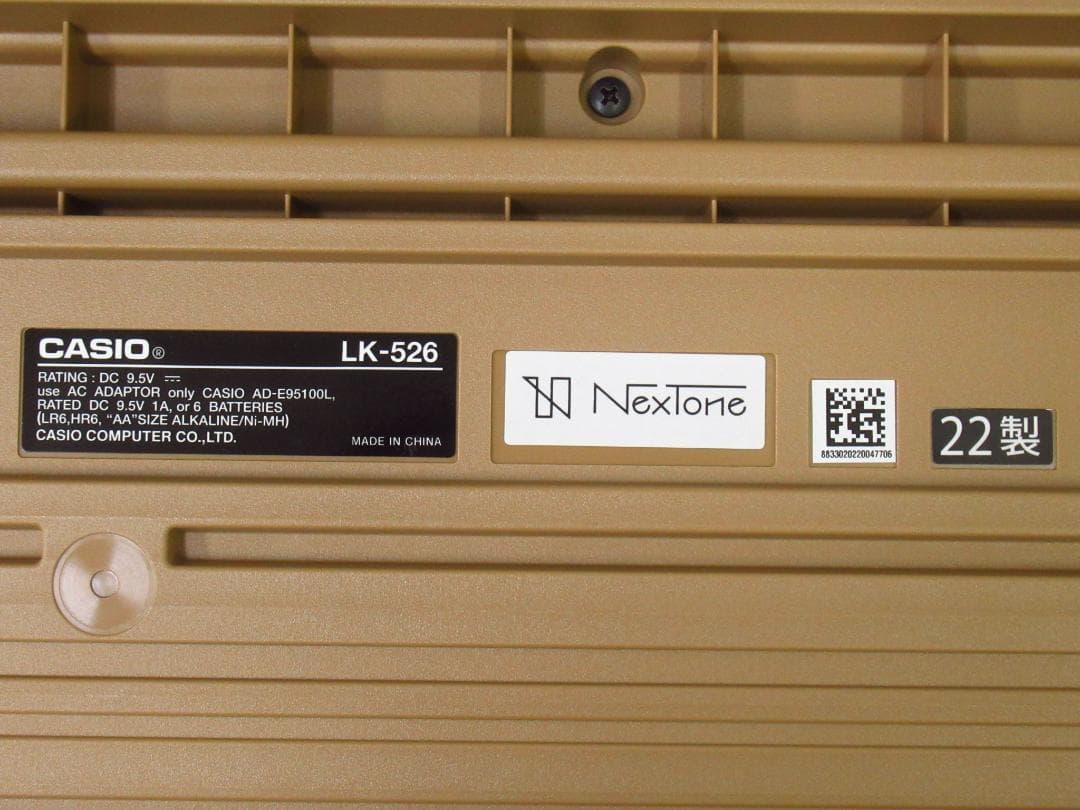 CASIO® LK-526
RATING : DC 9.5V ⎓
use AC ADAPTOR only CASIO AD-E95100L,
RATED DC 9.5V 1A, or 6 BATTERIES
(LR6,HR6, “AA”SIZE ALKALINE/Ni-MH)
CASIO COMPUTER CO.,LTD.
MADE IN CHINA
NexTone
8833020220047706
22製